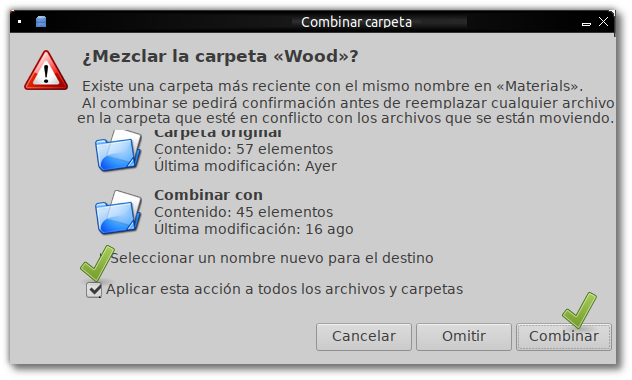 Combinar carpeta
¿Mezclar la carpeta «Wood»?
Existe una carpeta más reciente con el mismo nombre en «Materials».
Al combinar se pedirá confirmación antes de reemplazar cualquier archivo
en la carpeta que esté en conflicto con los archivos que se están moviendo.
Carpeta original
Contenido: 57 elementos
Última modificación: Ayer
Combinar con
Contenido: 45 elementos
Última modificación: 16 ago
Seleccionar un nombre nuevo para el destino
Aplicar esta acción a todos los archivos y carpetas
Cancelar Omitir Combinar